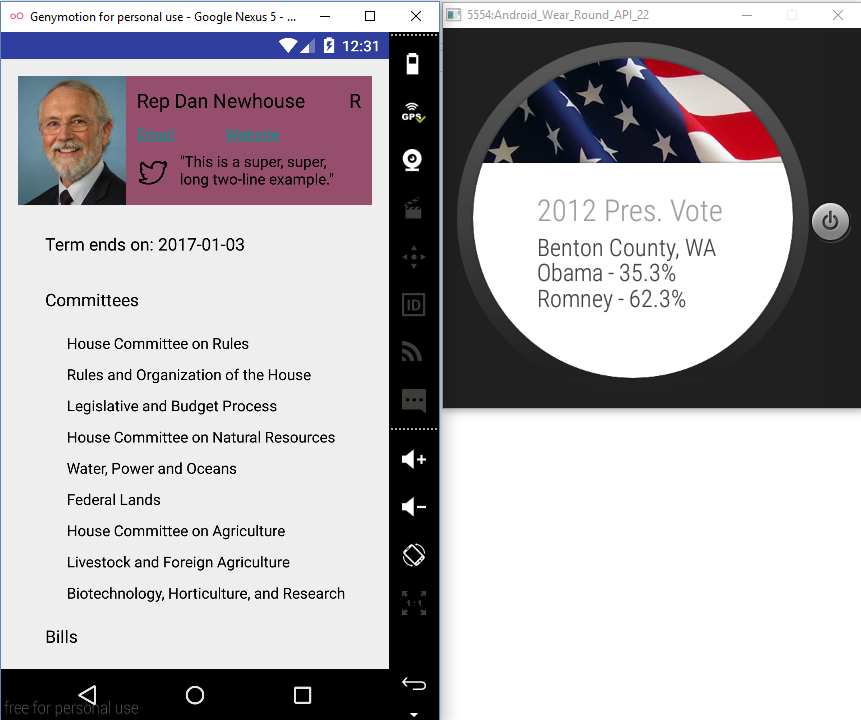 Genymotion for personal use - Google Nexus 5 - ...
12:31
Rep Dan Newhouse R
Email Website
"This is a super, super,
long two-line example."
Term ends on: 2017-01-03
Committees
House Committee on Rules
Rules and Organization of the House
Legislative and Budget Process
House Committee on Natural Resources
Water, Power and Oceans
Federal Lands
House Committee on Agriculture
Livestock and Foreign Agriculture
Biotechnology, Horticulture, and Research
Bills
free for personal use
GPS
ID
1:1
5554:Android_Wear_Round_API_22
2012 Pres. Vote
Benton County, WA
Obama - 35.3%
Romney - 62.3%